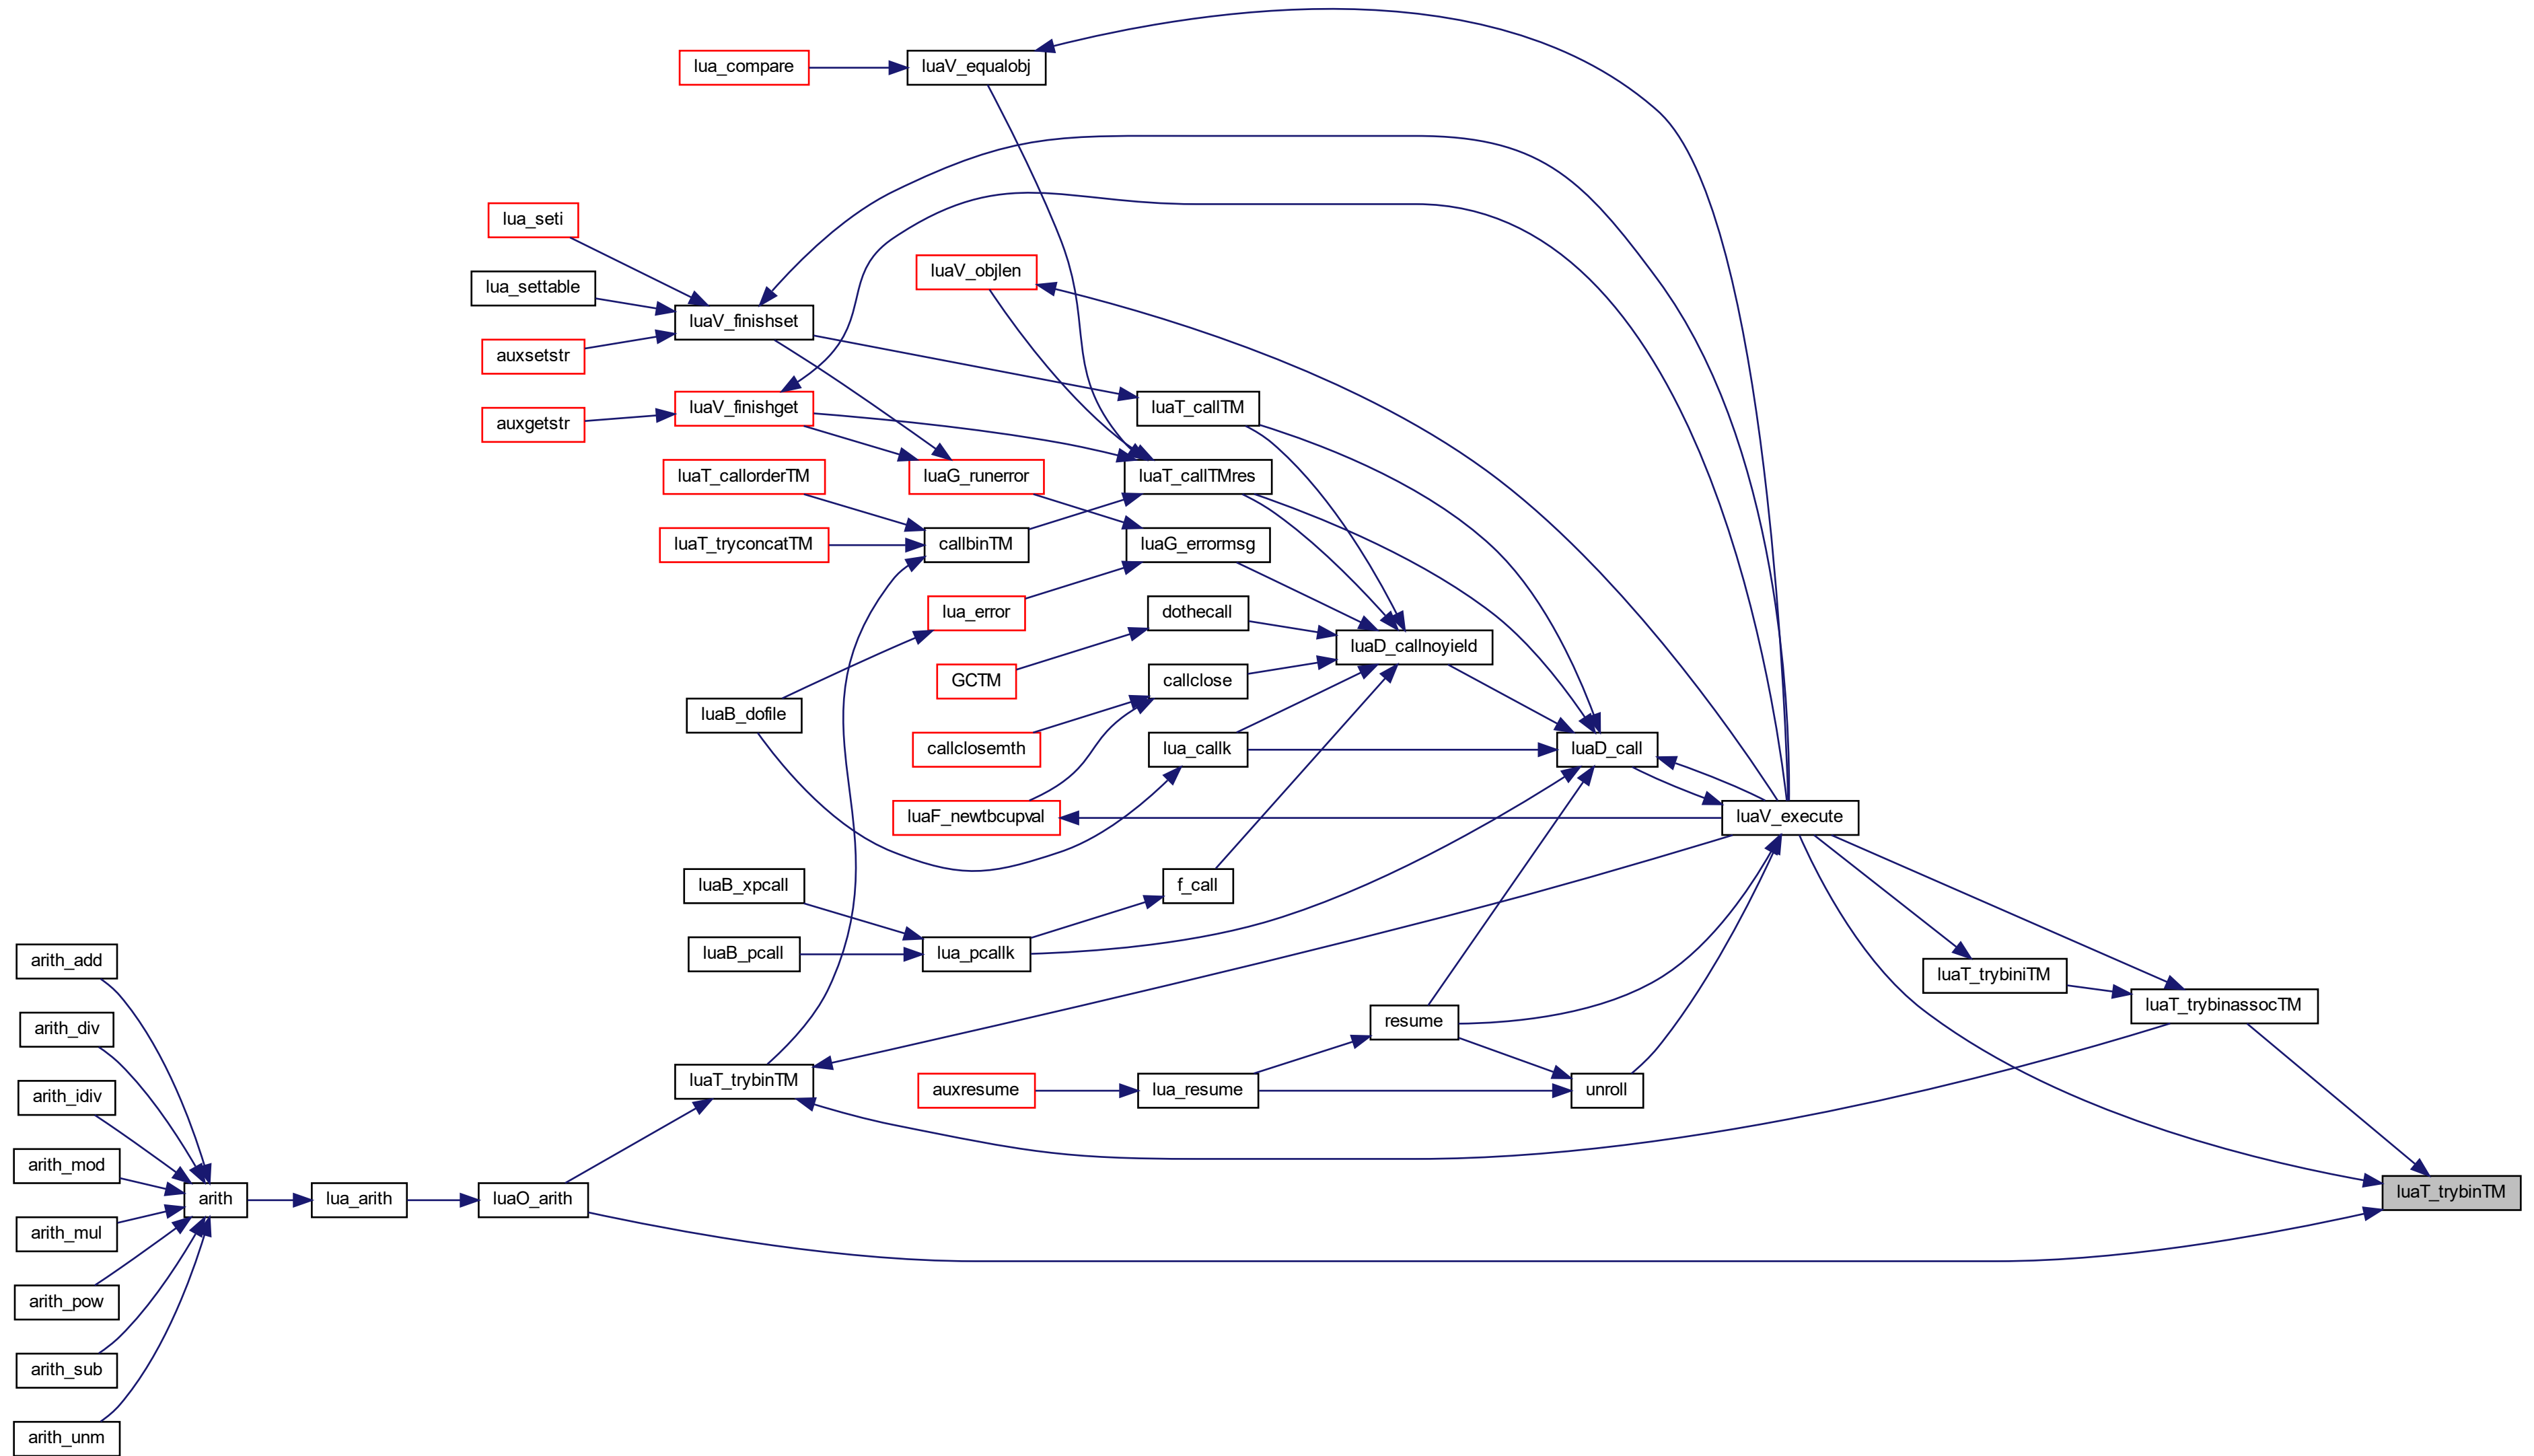 lua_compare
luaV_equalobj
lua_seti
luaV_objlen
lua_settable
luaV_finishset
auxsetstr
luaV_finishget
luaT_callTM
auxgetstr
luaT_callorderTM
luaG_runerror
luaT_callTMres
luaT_tryconcatTM
callbinTM
luaG_errormsg
lua_error
dothecall
luaD_callnoyield
GCTM
callclose
luaB_dofile
callclosemth
lua_callk
luaD_call
luaF_newtbcupval
luaV_execute
luaB_xpcall
f_call
luaB_pcall
lua_pcallk
arith_add
luaT_trybiniTM
luaT_trybinassocTM
arith_div
resume
arith_idiv
luaT_trybinTM
auxresume
lua_resume
unroll
arith_mod
arith
lua_arith
luaO_arith
luaT_trybinTM
arith_mul
arith_pow
arith_sub
arith_unm